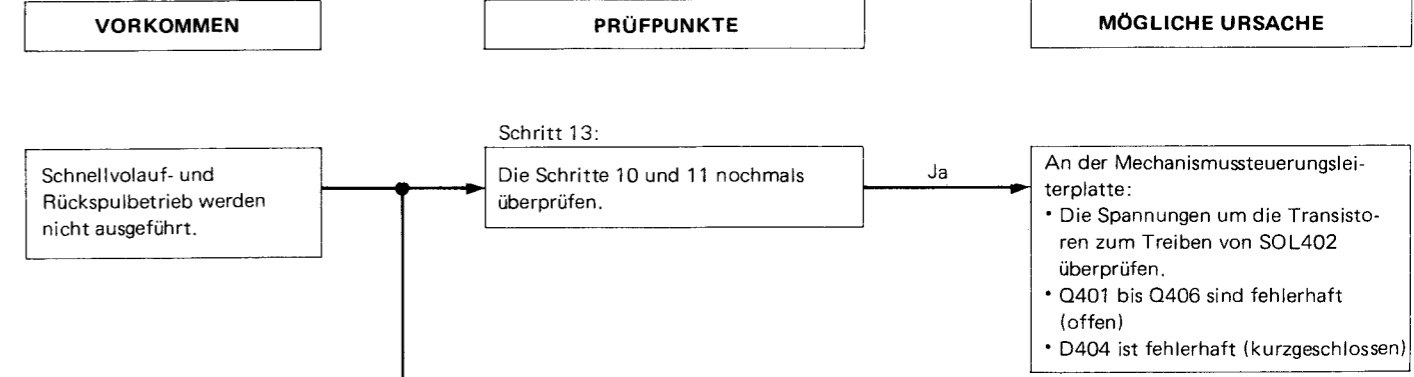 VORKOMMEN
PRÜFPUNKTE
MÖGLICHE URSACHE
Schnellvolauf- und
Rückspulbetrieb werden
nicht ausgeführt.
Schritt 13:
Die Schritte 10 und 11 nochmals
überprüfen.
Ja
An der Mechanismussteuerungslei-
terplatte:
• Die Spannungen um die Transisto-
ren zum Treiben von SOL402
überprüfen.
• Q401 bis Q406 sind fehlerhaft
(offen)
• D404 ist fehlerhaft (kurzgeschlossen)